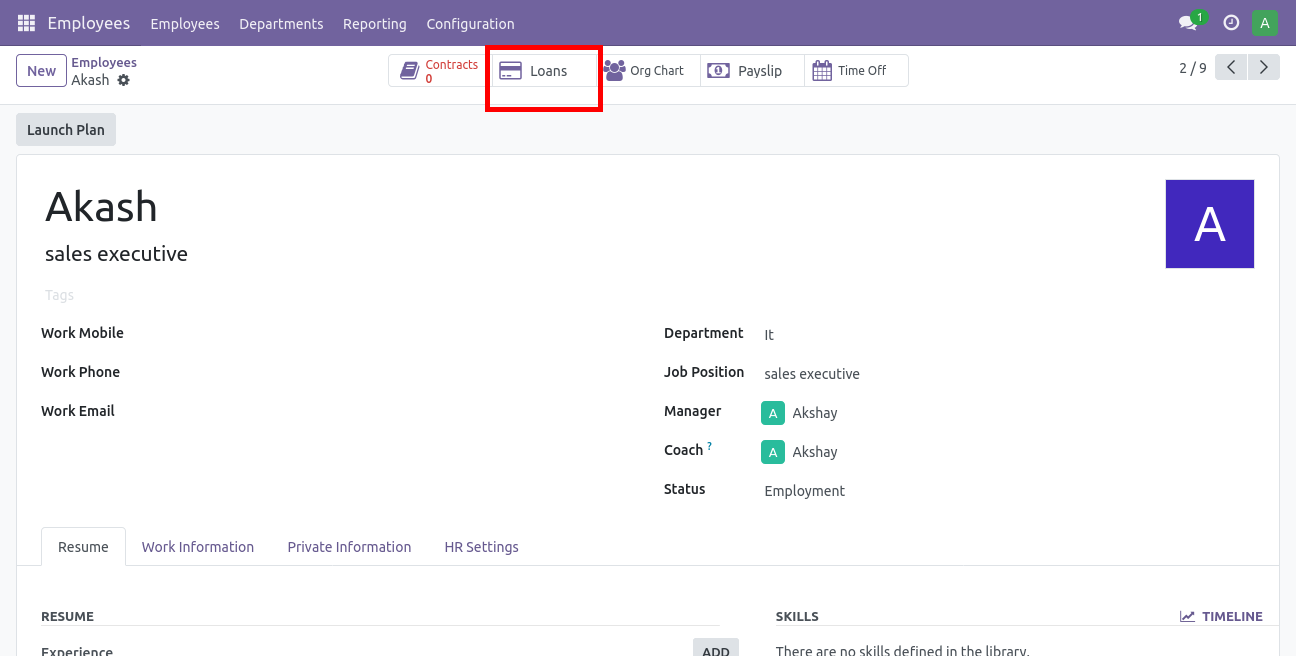 Employees Employees Departments Reporting Configuration 1 A
New Employees Akash
Contracts 0 Loans Org Chart Payslip Time Off 2 / 9
Launch Plan
Akash
A
sales executive
Tags
Work Mobile
Work Phone
Work Email
Department It
Job Position sales executive
Manager A Akshay
Coach ? A Akshay
Status Employment
Resume Work Information Private Information HR Settings
RESUME
Experience ADD
SKILLS TIMELINE
There are no skills defined in the library.